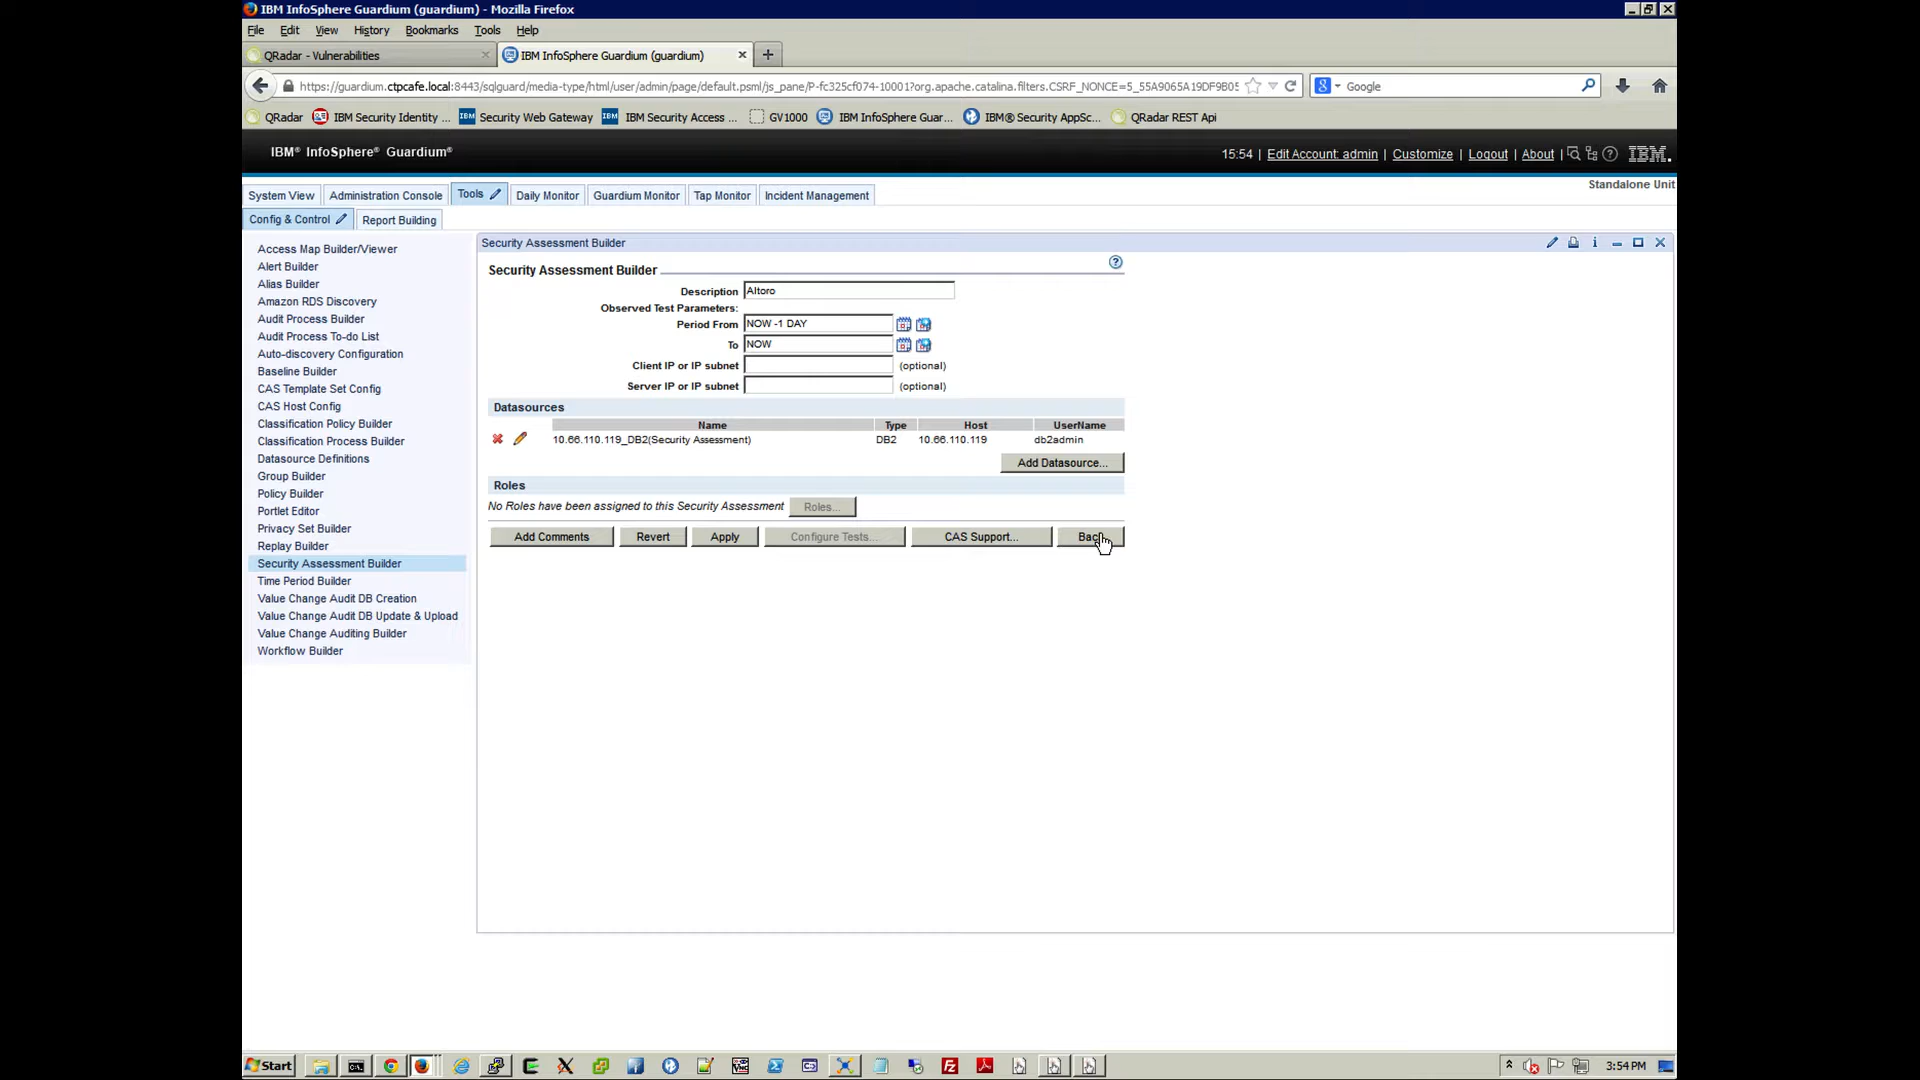 IBM InfoSphere Guardium (guardium) - Mozilla Firefox
File Edit View History Bookmarks Tools Help
QRadar - Vulnerabilities
IBM InfoSphere Guardium (guardium)
https://guardium.ctpcafe.local:8443/sqlguard/media-type/html/user/admin/page/default.psml/js_pane/P-fc325cf074-10001?org.apache.catalina.filters.CSRF_NONCE=5_55A9065A19DF9B05
Google
QRadar IBM Security Identity ... IBM Security Web Gateway IBM IBM Security Access ... GV1000 IBM InfoSphere Guar... IBM® Security AppSc... QRadar REST Api
IBM® InfoSphere® Guardium®
15:54 | Edit Account: admin | Customize | Logout | About | IBM.
Standalone Unit
System View Administration Console Tools Daily Monitor Guardium Monitor Tap Monitor Incident Management
Config & Control Report Building
Access Map Builder/Viewer
Alert Builder
Alias Builder
Amazon RDS Discovery
Audit Process Builder
Audit Process To-do List
Auto-discovery Configuration
Baseline Builder
CAS Template Set Config
CAS Host Config
Classification Policy Builder
Classification Process Builder
Datasource Definitions
Group Builder
Policy Builder
Portlet Editor
Privacy Set Builder
Replay Builder
Security Assessment Builder
Time Period Builder
Value Change Audit DB Creation
Value Change Audit DB Update & Upload
Value Change Auditing Builder
Workflow Builder
Security Assessment Builder
Security Assessment Builder
Description Altoro
Observed Test Parameters:
Period From NOW -1 DAY
To NOW
Client IP or IP subnet (optional)
Server IP or IP subnet (optional)
Datasources
Name Type Host UserName
10.66.110.119_DB2(Security Assessment) DB2 10.66.110.119 db2admin
Add Datasource...
Roles
No Roles have been assigned to this Security Assessment Roles...
Add Comments Revert Apply Configure Tests... CAS Support... Back
Start
3:54 PM